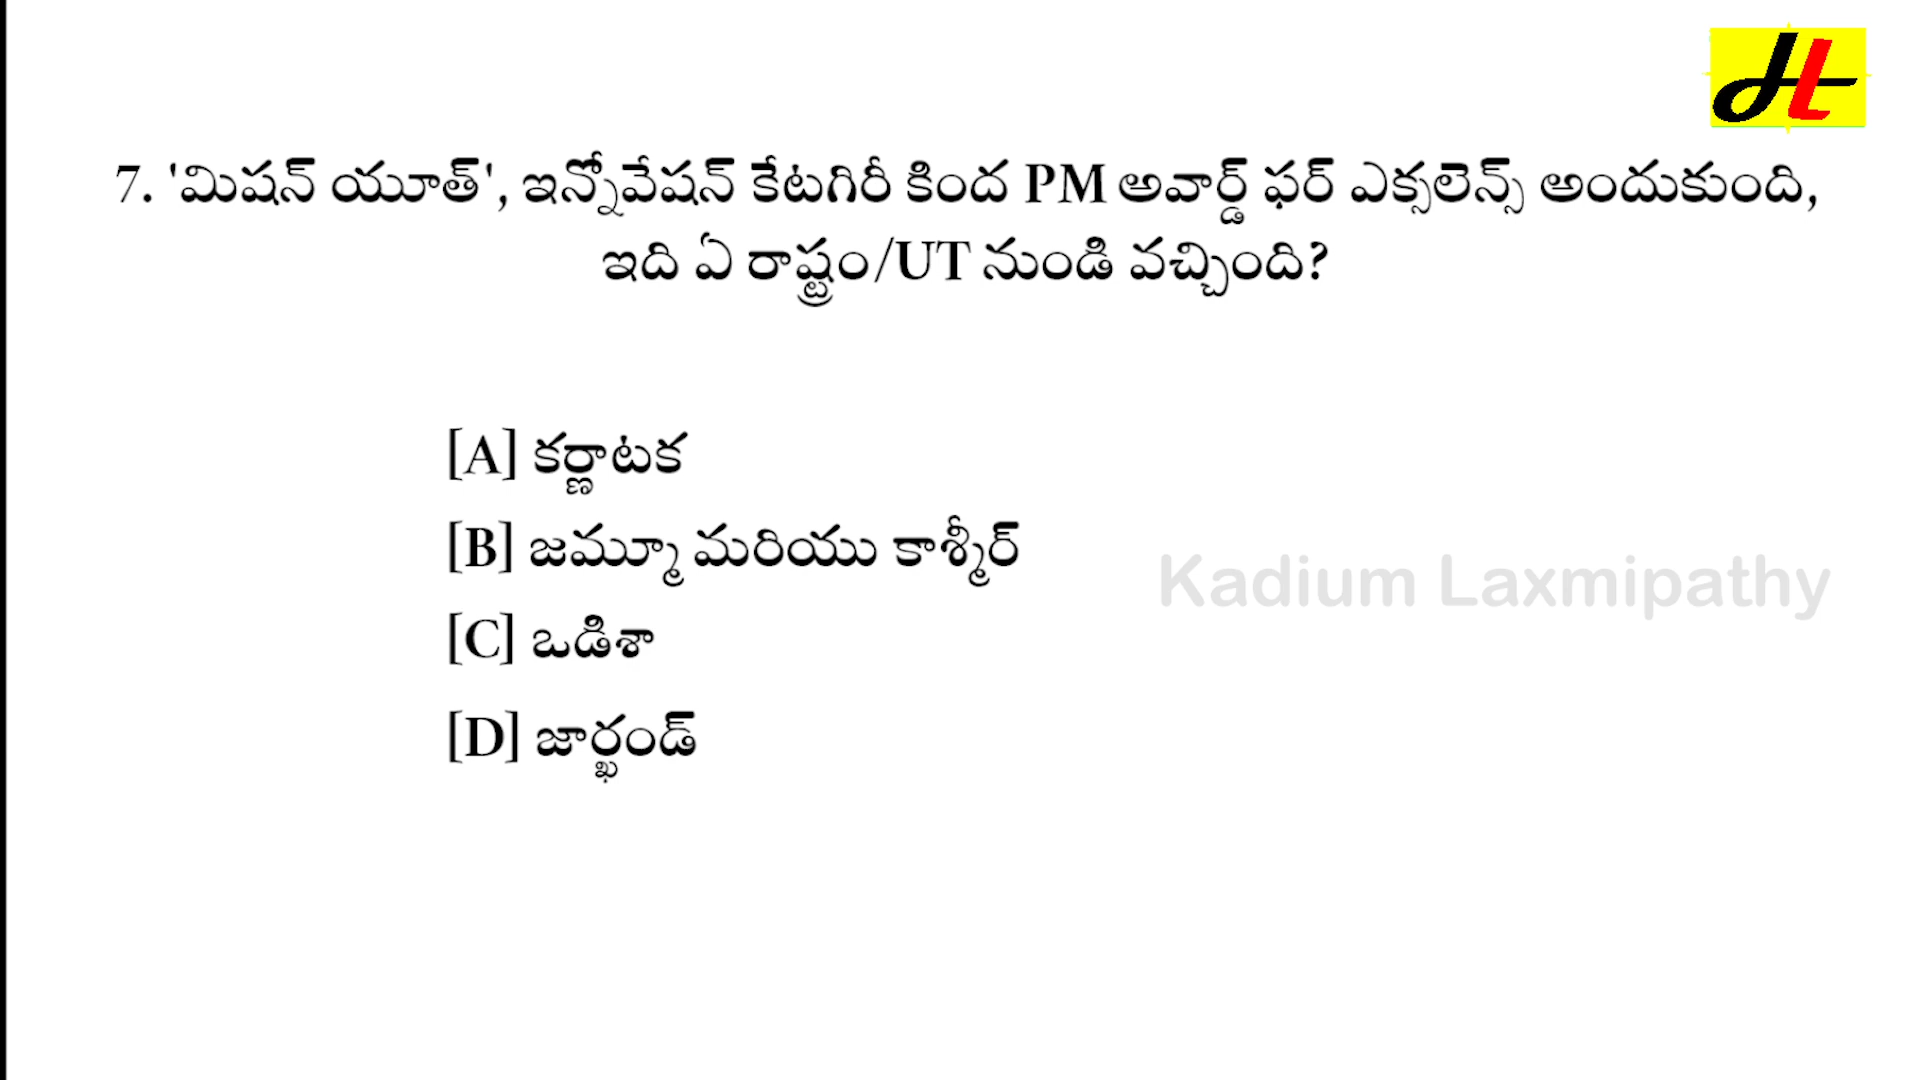 7. 'మిషన్ యూత్', ఇన్నోవేషన్ కేటగిరీ కింద PM అవార్డ్ ఫర్ ఎక్సలెన్స్ అందుకుంది,
ఇది ఏ రాష్ట్రం/UT నుండి వచ్చింది?
[A] కర్ణాటక
[B] జమ్మూ మరియు కాశ్మీర్
Kadium Laxmipathy
[C] ఒడిశా
[D] జార్ఖండ్